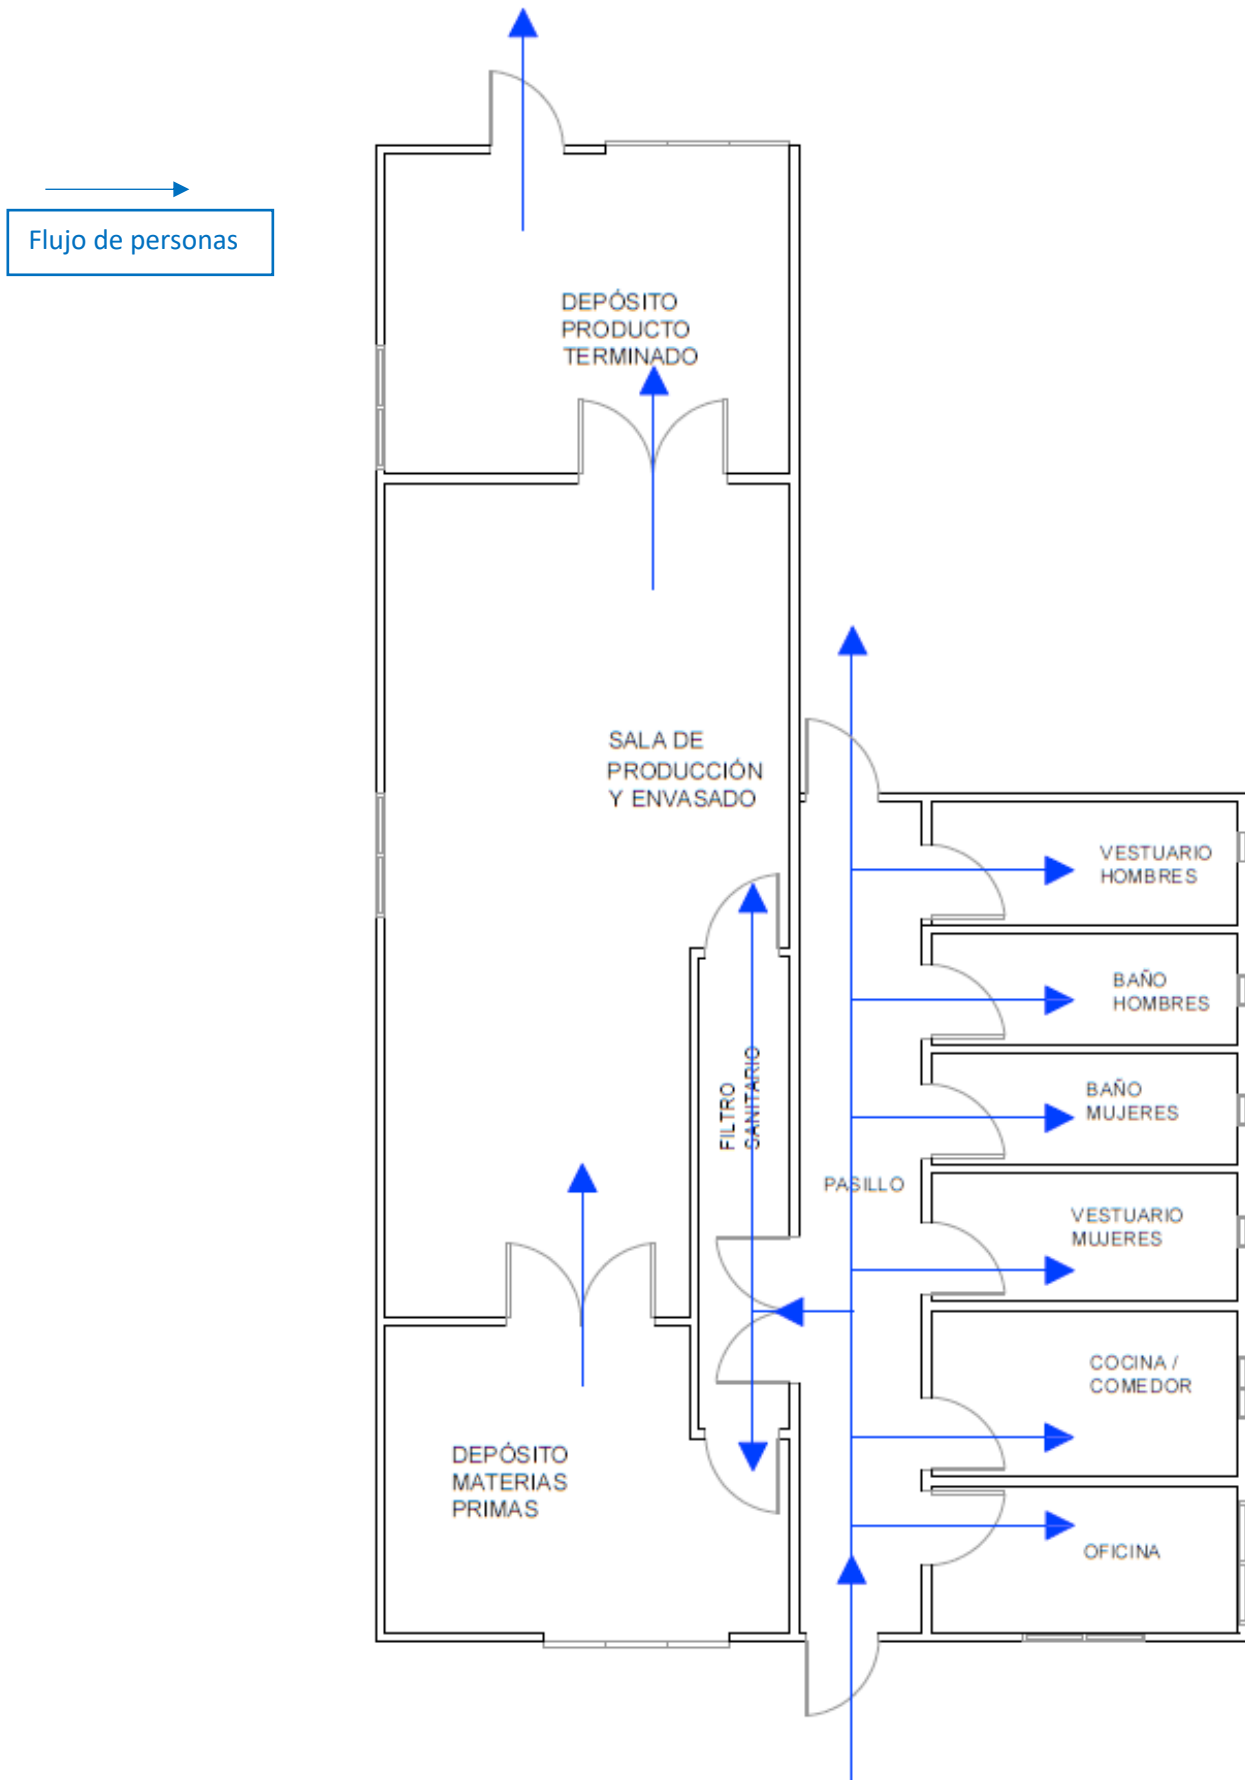 Flujo de personas
DEPÓSITO
PRODUCTO
TERMINADO
SALA DE
PRODUCCIÓN
Y ENVASADO
FILTRO
SANITARIO
PASILLO
VESTUARIO
HOMBRES
BAÑO
HOMBRES
BAÑO
MUJERES
VESTUARIO
MUJERES
COCINA /
COMEDOR
OFICINA
DEPÓSITO
MATERIAS
PRIMAS